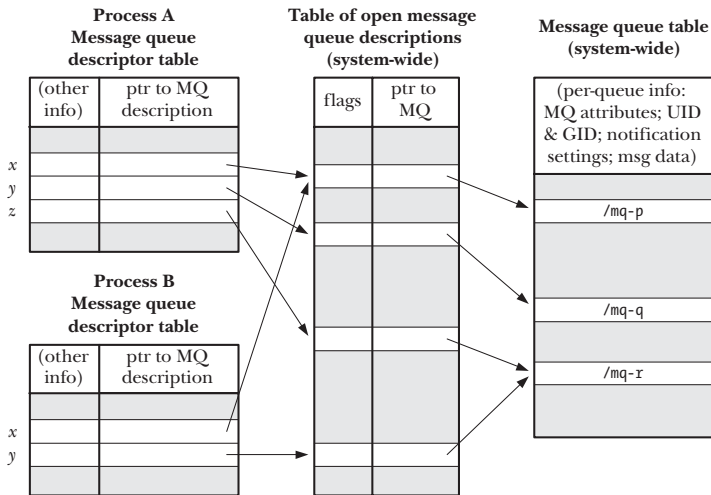 Process A
Message queue
descriptor table
(other
info)
ptr to MQ
description
x
y
z
Process B
Message queue
descriptor table
(other
info)
ptr to MQ
description
x
y
Table of open message
queue descriptions
(system-wide)
flags
ptr to
MQ
Message queue table
(system-wide)
(per-queue info:
MQ attributes; UID
& GID; notification
settings; msg data)
/mq-p
/mq-q
/mq-r